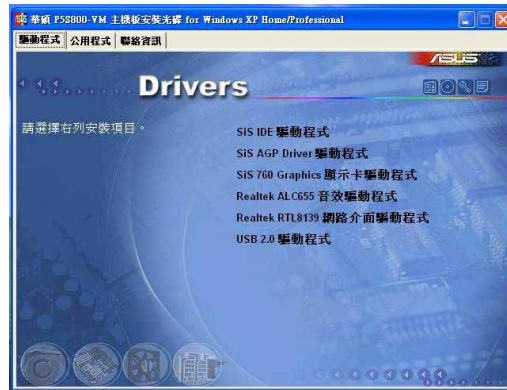 華碩 P5S800-VM 主機板安裝光碟 for Windows XP Home/Professional
驅動程式 公用程式 聯絡資訊
ASUS
Drivers
請選擇右列安裝項目。
SiS IDE 驅動程式
SiS AGP Driver 驅動程式
SiS 760 Graphics 顯示卡驅動程式
Realtek ALC655 音效驅動程式
Realtek RTL8139 網路介面驅動程式
USB 2.0 驅動程式